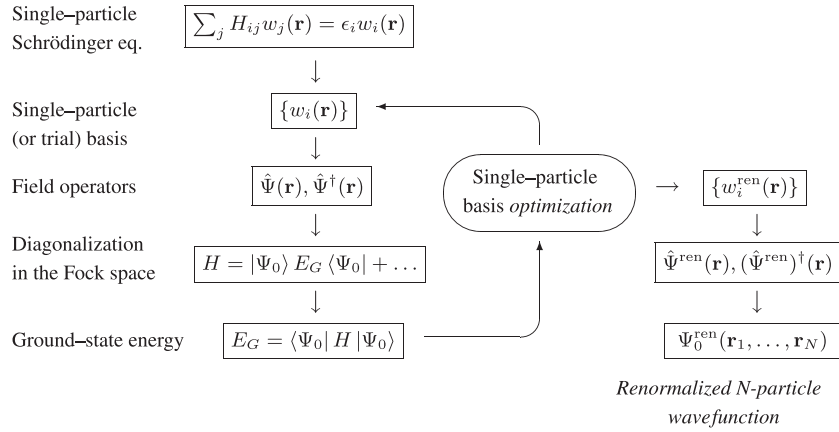 Single–particle
Schrödinger eq.
∑_j H_{ij} w_j(𝐫) = ϵ_i w_i(𝐫)
Single–particle
(or trial) basis
{w_i(𝐫)}
Field operators
Ψ̂(𝐫), Ψ̂†(𝐫)
Single–particle
basis optimization
{w_i^{ren}(𝐫)}
Diagonalization
in the Fock space
H = |Ψ_0⟩ E_G ⟨Ψ_0| + …
Ψ̂^{ren}(𝐫), (Ψ̂^{ren})†(𝐫)
Ground–state energy
E_G = ⟨Ψ_0| H |Ψ_0⟩
Ψ_0^{ren}(𝐫_1, …, 𝐫_N)
Renormalized N-particle
wavefunction